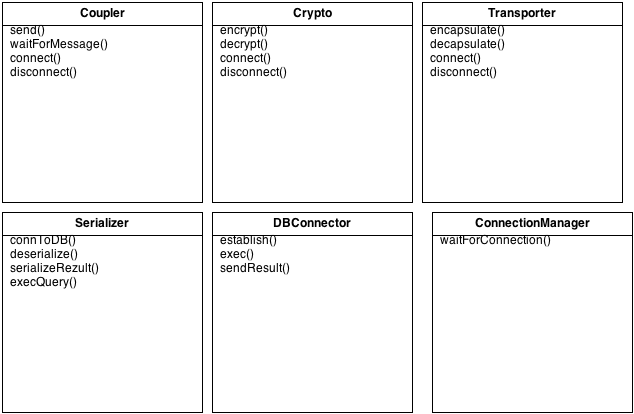 Coupler
send()
waitForMessage()
connect()
disconnect()
Crypto
encrypt()
decrypt()
connect()
disconnect()
Transporter
encapsulate()
decapsulate()
connect()
disconnect()
Serializer
connToDB()
deserialize()
serializeRezult()
execQuery()
DBConnector
establish()
exec()
sendResult()
ConnectionManager
waitForConnection()